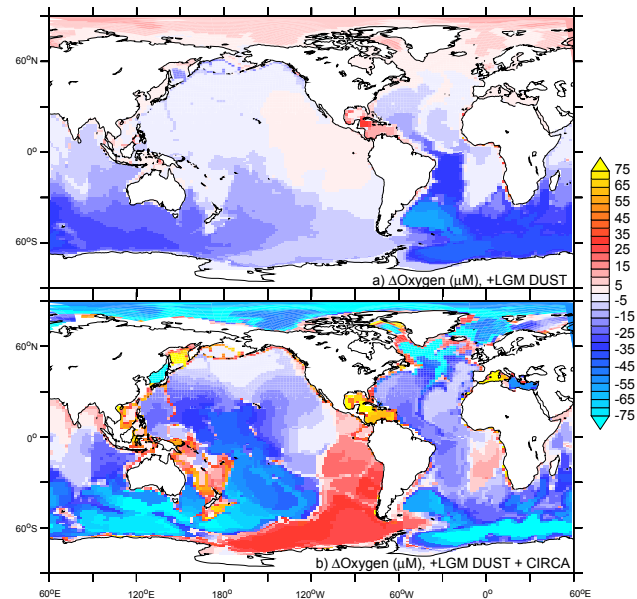 60°N
0°
60°S
a) ΔOxygen (μM), +LGM DUST
75
65
55
45
35
25
15
5
-5
-15
-25
-35
-45
-55
-65
-75
60°N
0°
60°S
b) ΔOxygen (μM), +LGM DUST + CIRCA
60°E 120°E 180°W 120°W 60°W 0° 60°E